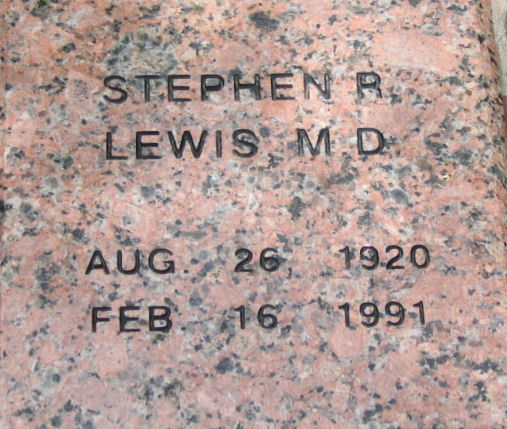 STEPHEN R
LEWIS M D
AUG. 26, 1920
FEB 16, 1991